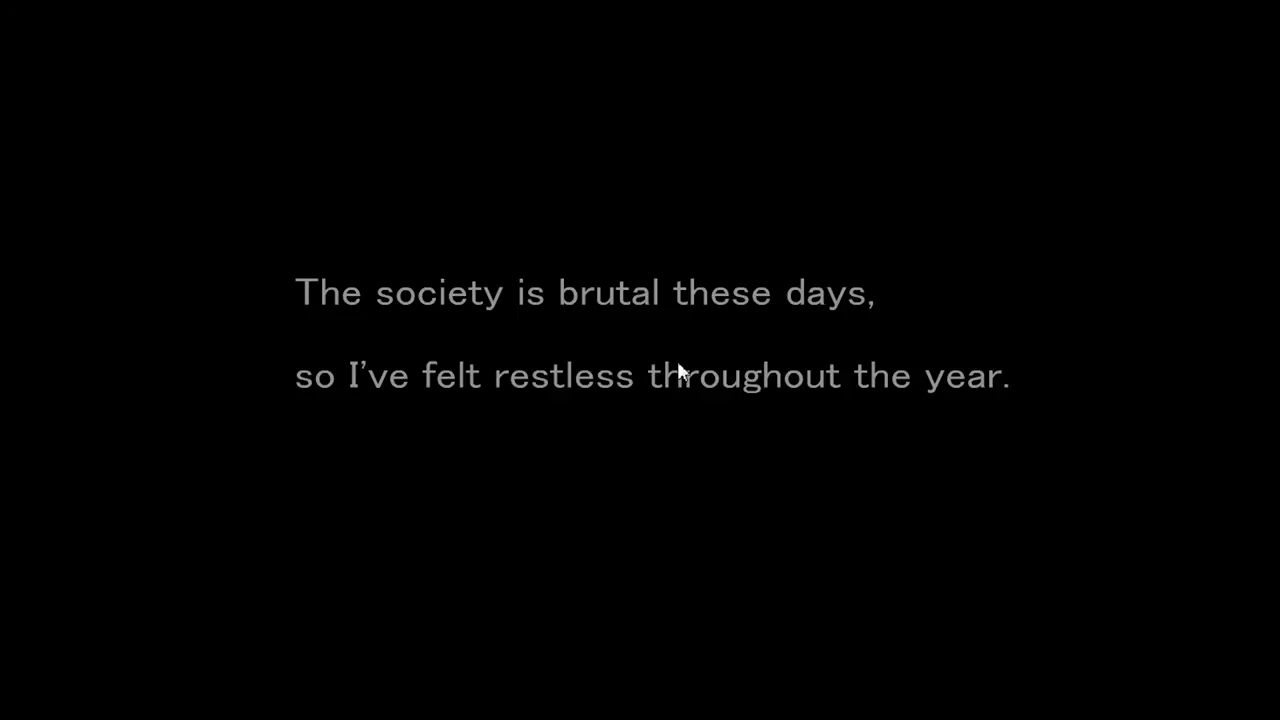 The society is brutal these days,
so I've felt restless throughout the year.